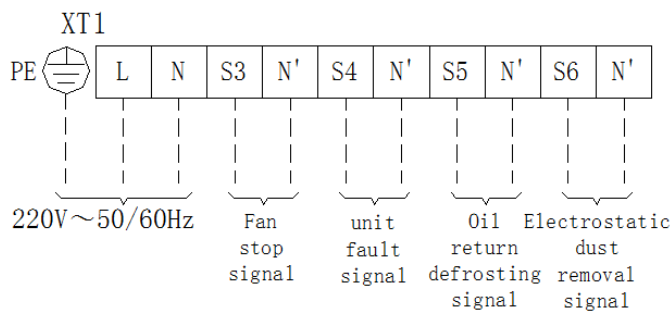 XT1
PE L N S3 N' S4 N' S5 N' S6 N'
220V～50/60Hz
Fan
stop
signal
unit
fault
signal
Oil
return
defrosting
signal
Electrostatic
dust
removal
signal